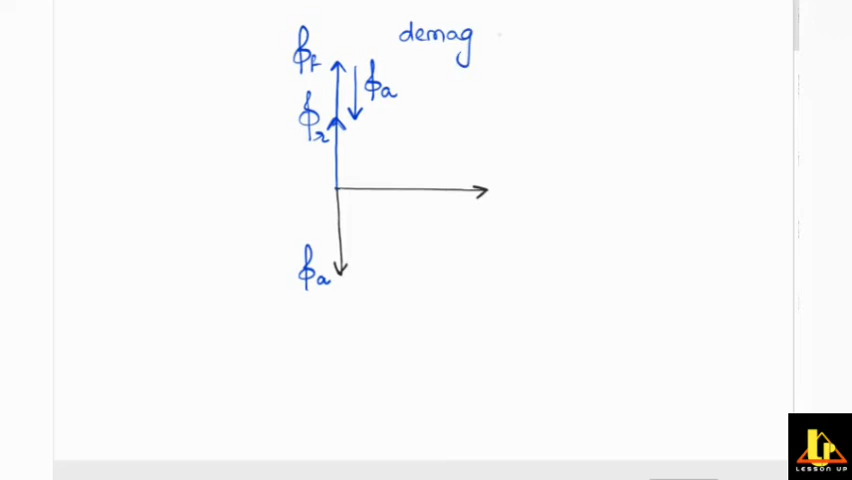 demag
ϕf
ϕa
ϕr
ϕa
LESSON UP